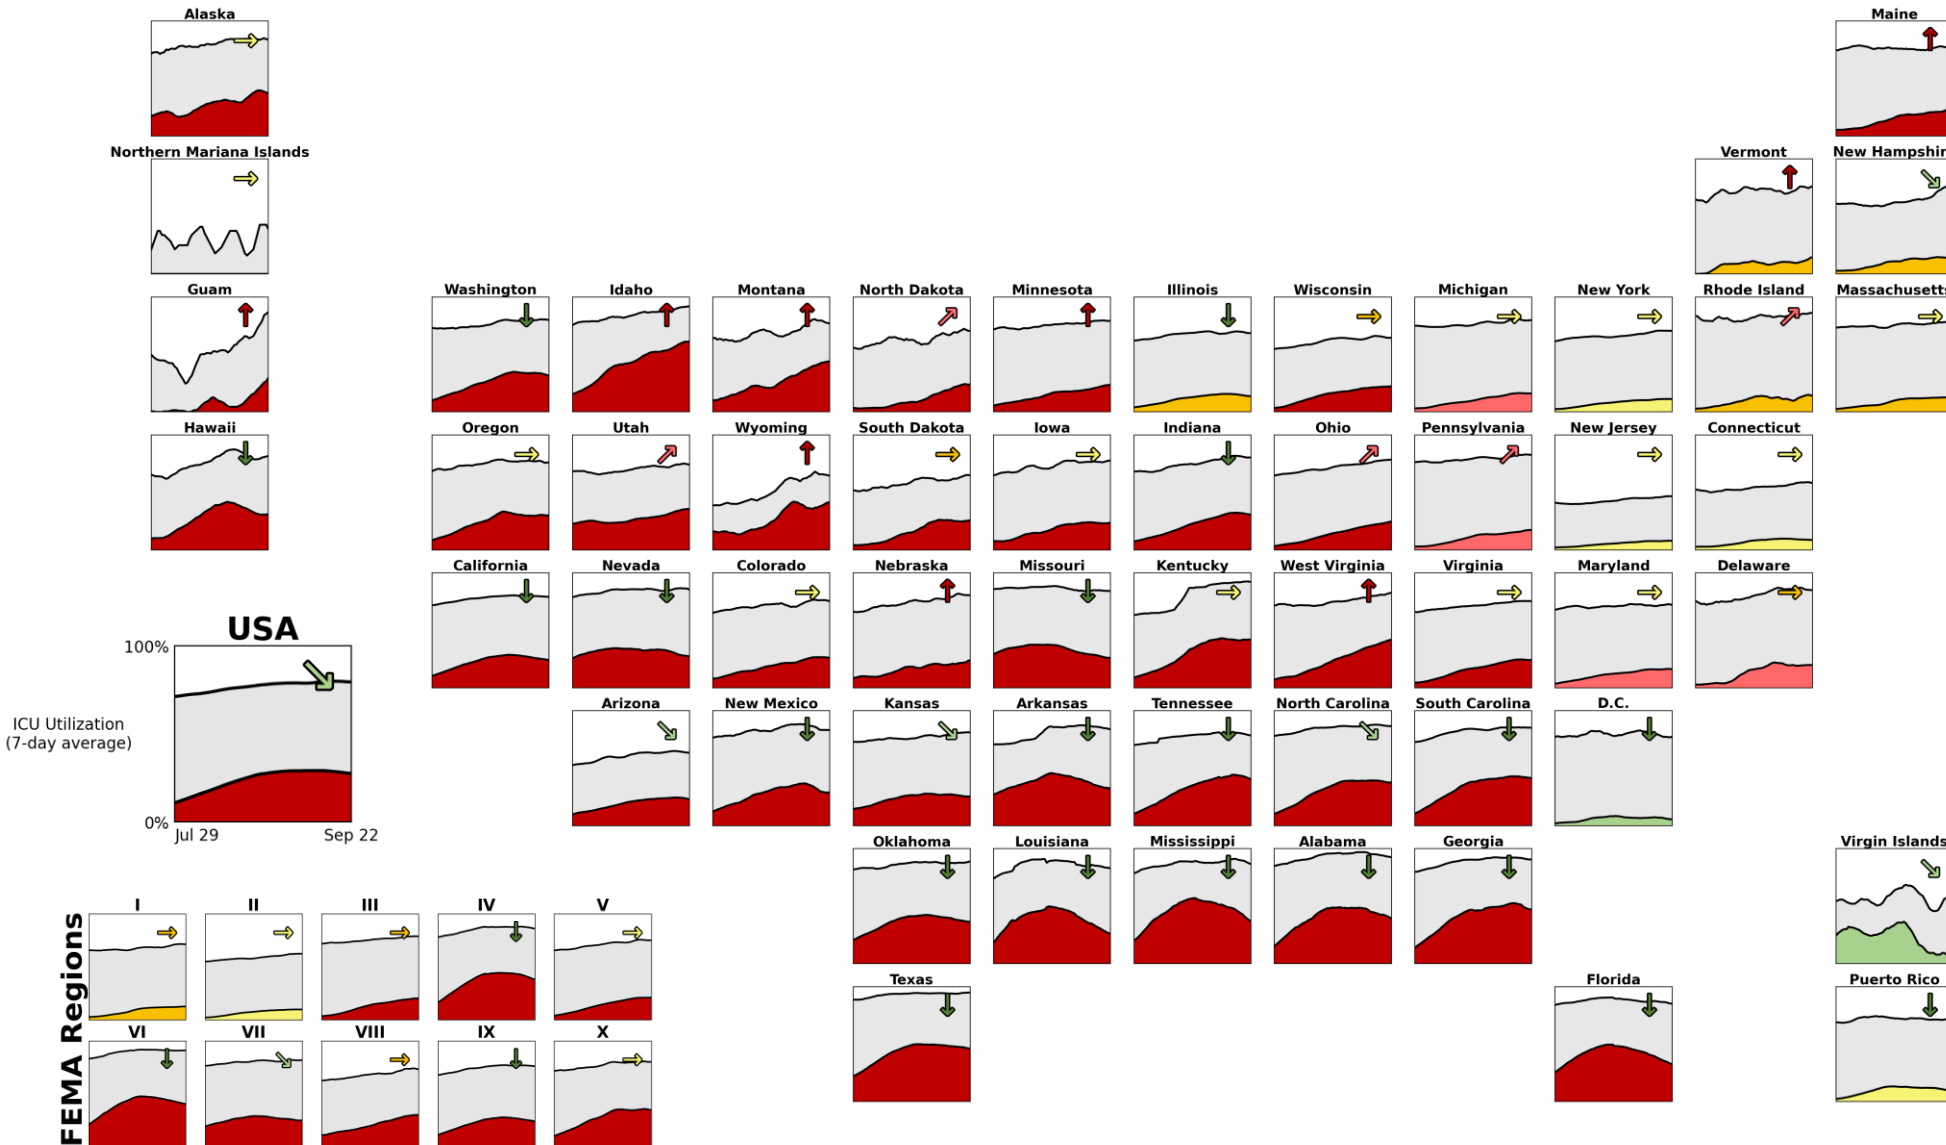 Alaska
Maine
Northern Mariana Islands
Vermont
New Hampshir
Guam
Washington
Idaho
Montana
North Dakota
Minnesota
Illinois
Wisconsin
Michigan
New York
Rhode Island
Massachusetts
Hawaii
Oregon
Utah
Wyoming
South Dakota
Iowa
Indiana
Ohio
Pennsylvania
New Jersey
Connecticut
California
Nevada
Colorado
Nebraska
Missouri
Kentucky
West Virginia
Virginia
Maryland
Delaware
USA
100%
ICU Utilization
(7-day average)
0%
Jul 29
Sep 22
Arizona
New Mexico
Kansas
Arkansas
Tennessee
North Carolina
South Carolina
D.C.
Oklahoma
Louisiana
Mississippi
Alabama
Georgia
Virgin Islands
Texas
Florida
Puerto Rico
FEMA Regions
I
II
III
IV
V
VI
VII
VIII
IX
X